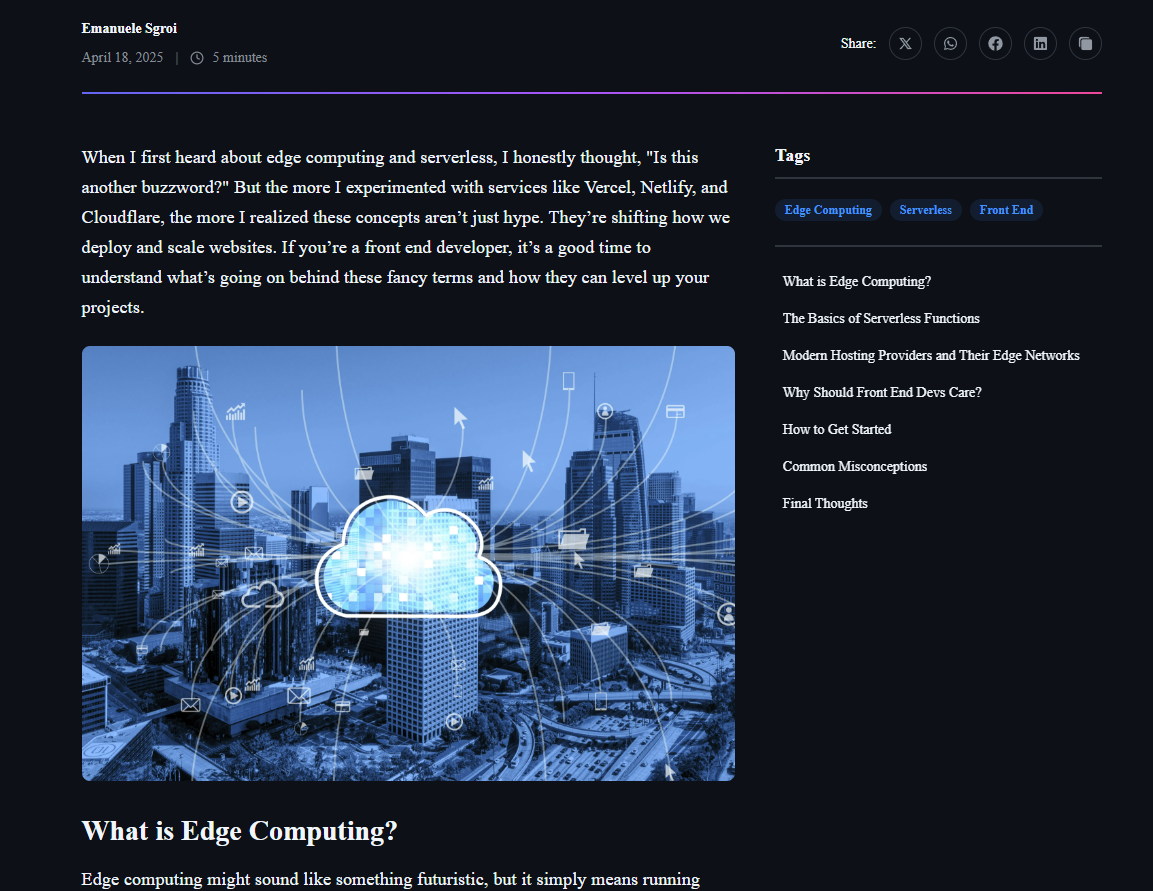 Emanuele Sgroi
April 18, 2025 | 5 minutes
Share:
When I first heard about edge computing and serverless, I honestly thought, "Is this
another buzzword?" But the more I experimented with services like Vercel, Netlify, and
Cloudflare, the more I realized these concepts aren’t just hype. They’re shifting how we
deploy and scale websites. If you’re a front end developer, it’s a good time to
understand what’s going on behind these fancy terms and how they can level up your
projects.
What is Edge Computing?
Edge computing might sound like something futuristic, but it simply means running
Tags
Edge Computing
Serverless
Front End
What is Edge Computing?
The Basics of Serverless Functions
Modern Hosting Providers and Their Edge Networks
Why Should Front End Devs Care?
How to Get Started
Common Misconceptions
Final Thoughts